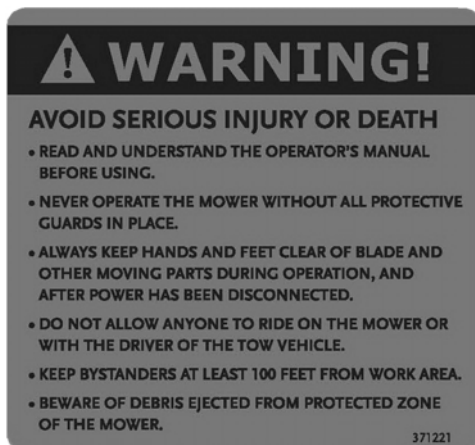 WARNING!
AVOID SERIOUS INJURY OR DEATH
• READ AND UNDERSTAND THE OPERATOR'S MANUAL
BEFORE USING.
• NEVER OPERATE THE MOWER WITHOUT ALL PROTECTIVE
GUARDS IN PLACE.
• ALWAYS KEEP HANDS AND FEET CLEAR OF BLADE AND
OTHER MOVING PARTS DURING OPERATION, AND
AFTER POWER HAS BEEN DISCONNECTED.
• DO NOT ALLOW ANYONE TO RIDE ON THE MOWER OR
WITH THE DRIVER OF THE TOW VEHICLE.
• KEEP BYSTANDERS AT LEAST 100 FEET FROM WORK AREA.
• BEWARE OF DEBRIS EJECTED FROM PROTECTED ZONE
OF THE MOWER.
371221